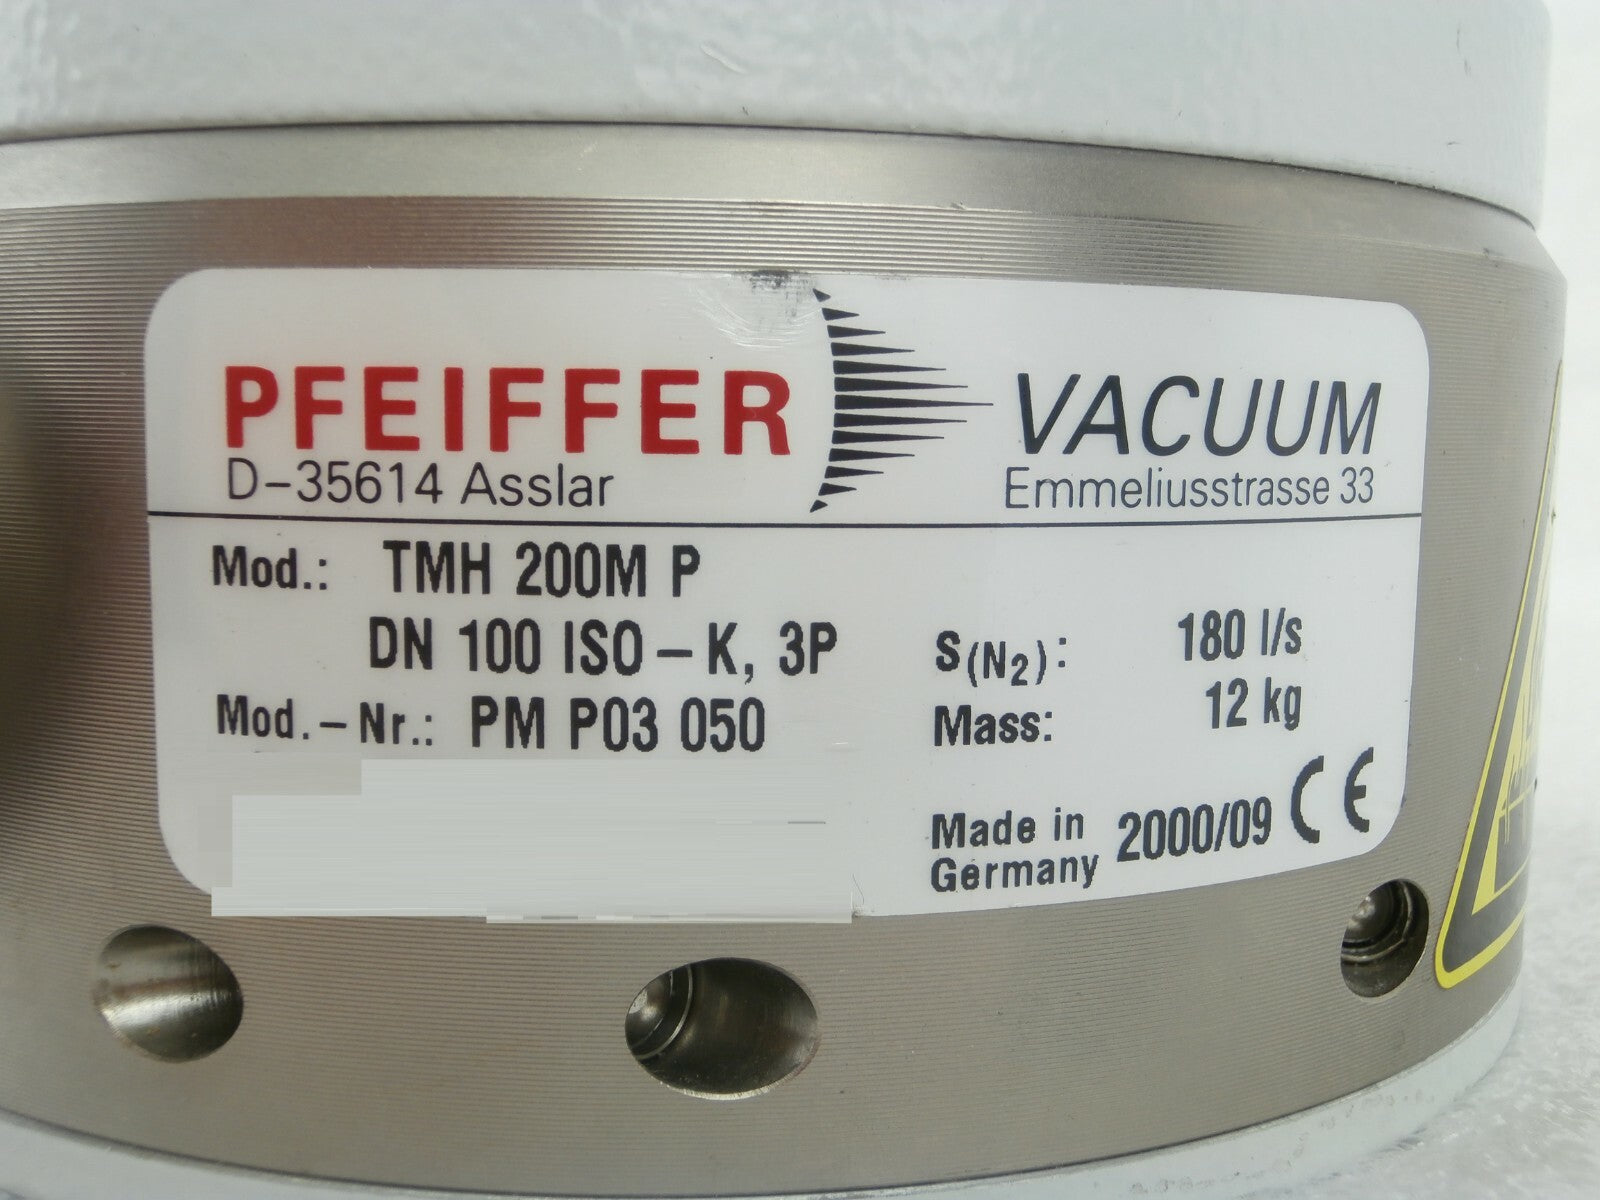 PFEIFFER VACUUM
D-35614 Asslar Emmeliusstrasse 33
Mod.: TMH 200M P
DN 100 ISO-K, 3P S(N2): 180 l/s
Mod.-Nr.: PM P03 050 Mass: 12 kg
Made in Germany 2000/09 CE